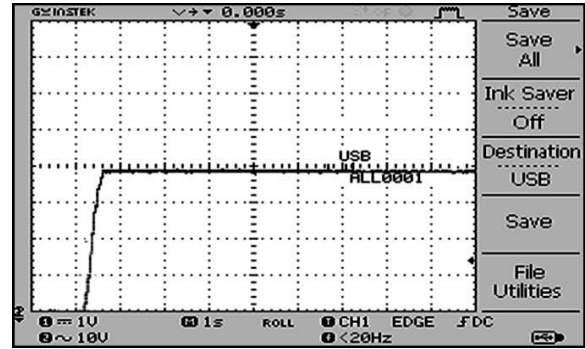 GWINSTEK 0.000s Save
Save All
Ink Saver
Off
Destination
USB
Save
File Utilities
USB
ALL0001
1 1V M 1s ROLL 1 CH1 EDGE DC
2 10V 1 <20Hz